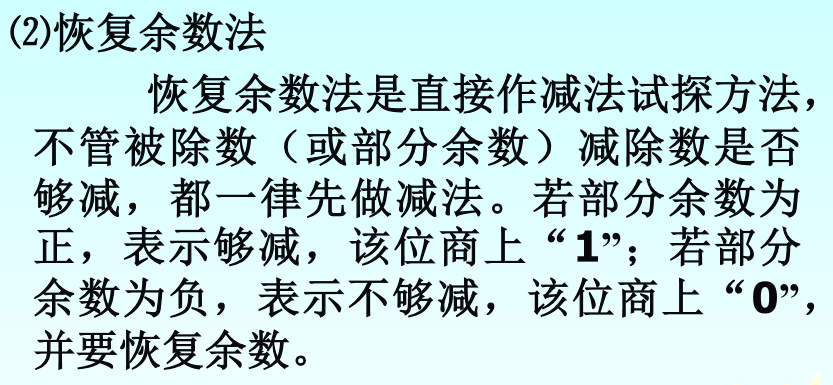 ⑵恢复余数法
恢复余数法是直接作减法试探方法，
不管被除数（或部分余数）减除数是否
够减，都一律先做减法。若部分余数为
正，表示够减，该位商上“1”；若部分
余数为负，表示不够减，该位商上“0”，
并要恢复余数。